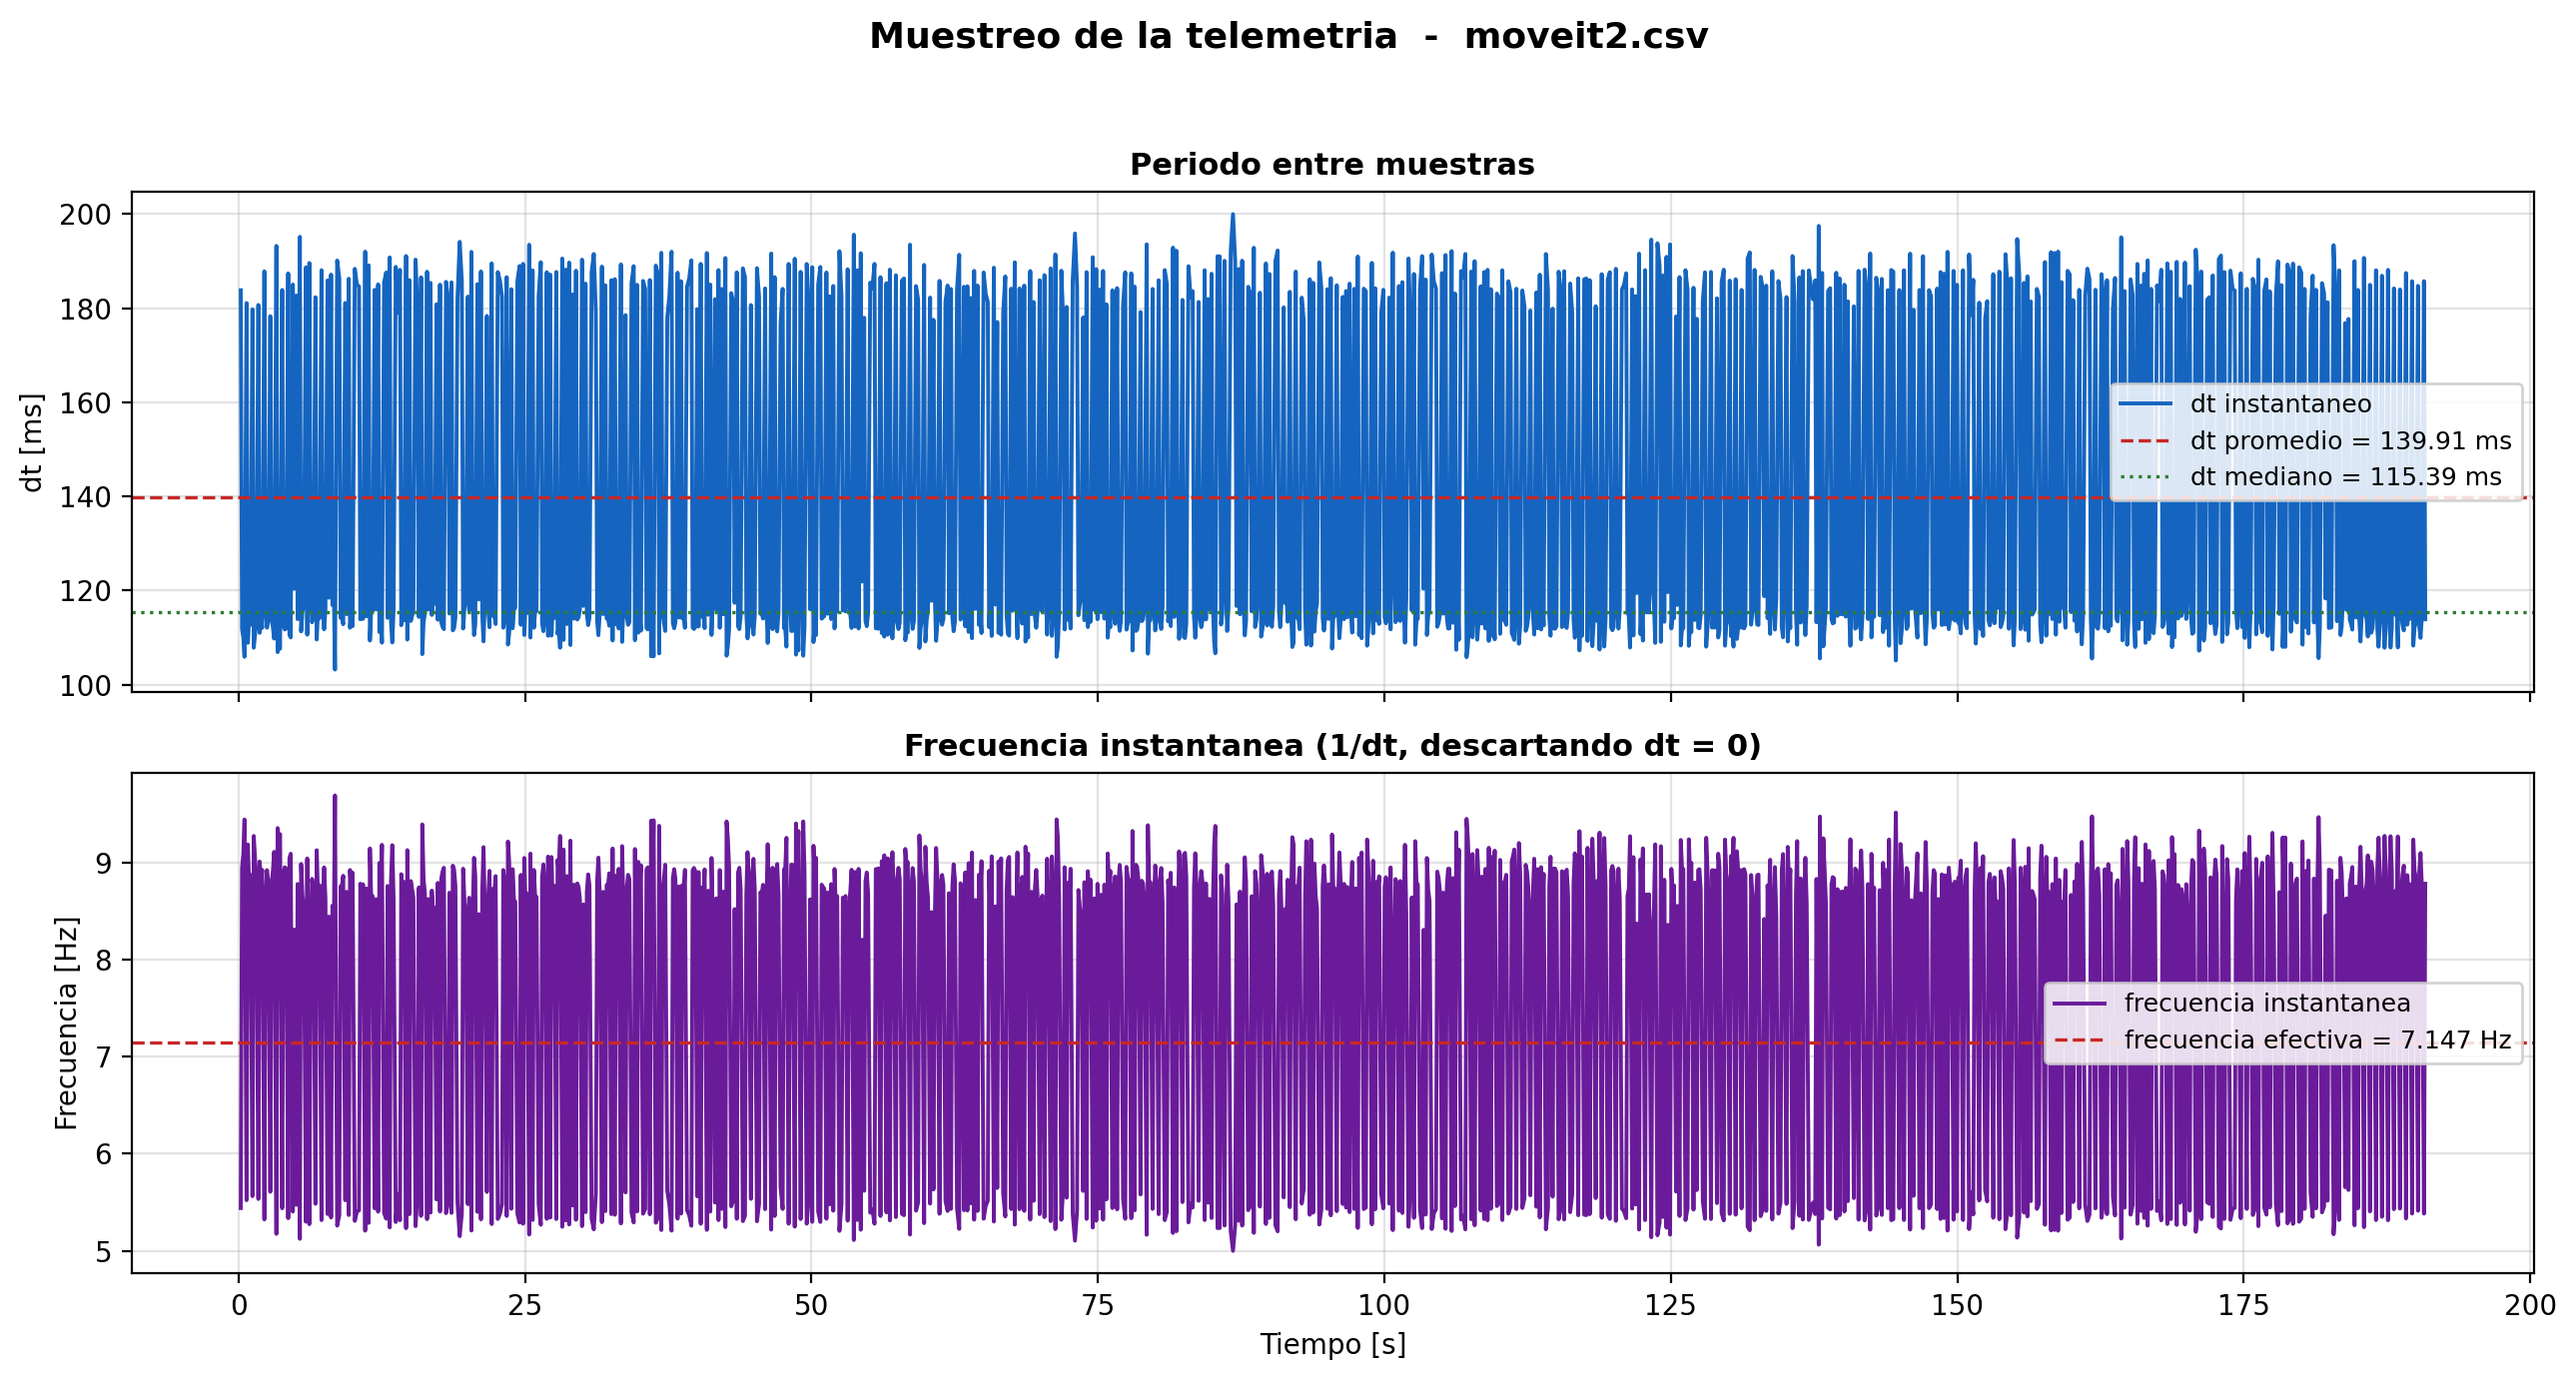 Muestreo de la telemetria - moveit2.csv
Periodo entre muestras
dt [ms]
200
180
160
140
120
100
dt instantaneo
dt promedio = 139.91 ms
dt mediano = 115.39 ms
Frecuencia instantanea (1/dt, descartando dt = 0)
Frecuencia [Hz]
9
8
7
6
5
frecuencia instantanea
frecuencia efectiva = 7.147 Hz
0 25 50 75 100 125 150 175 200
Tiempo [s]